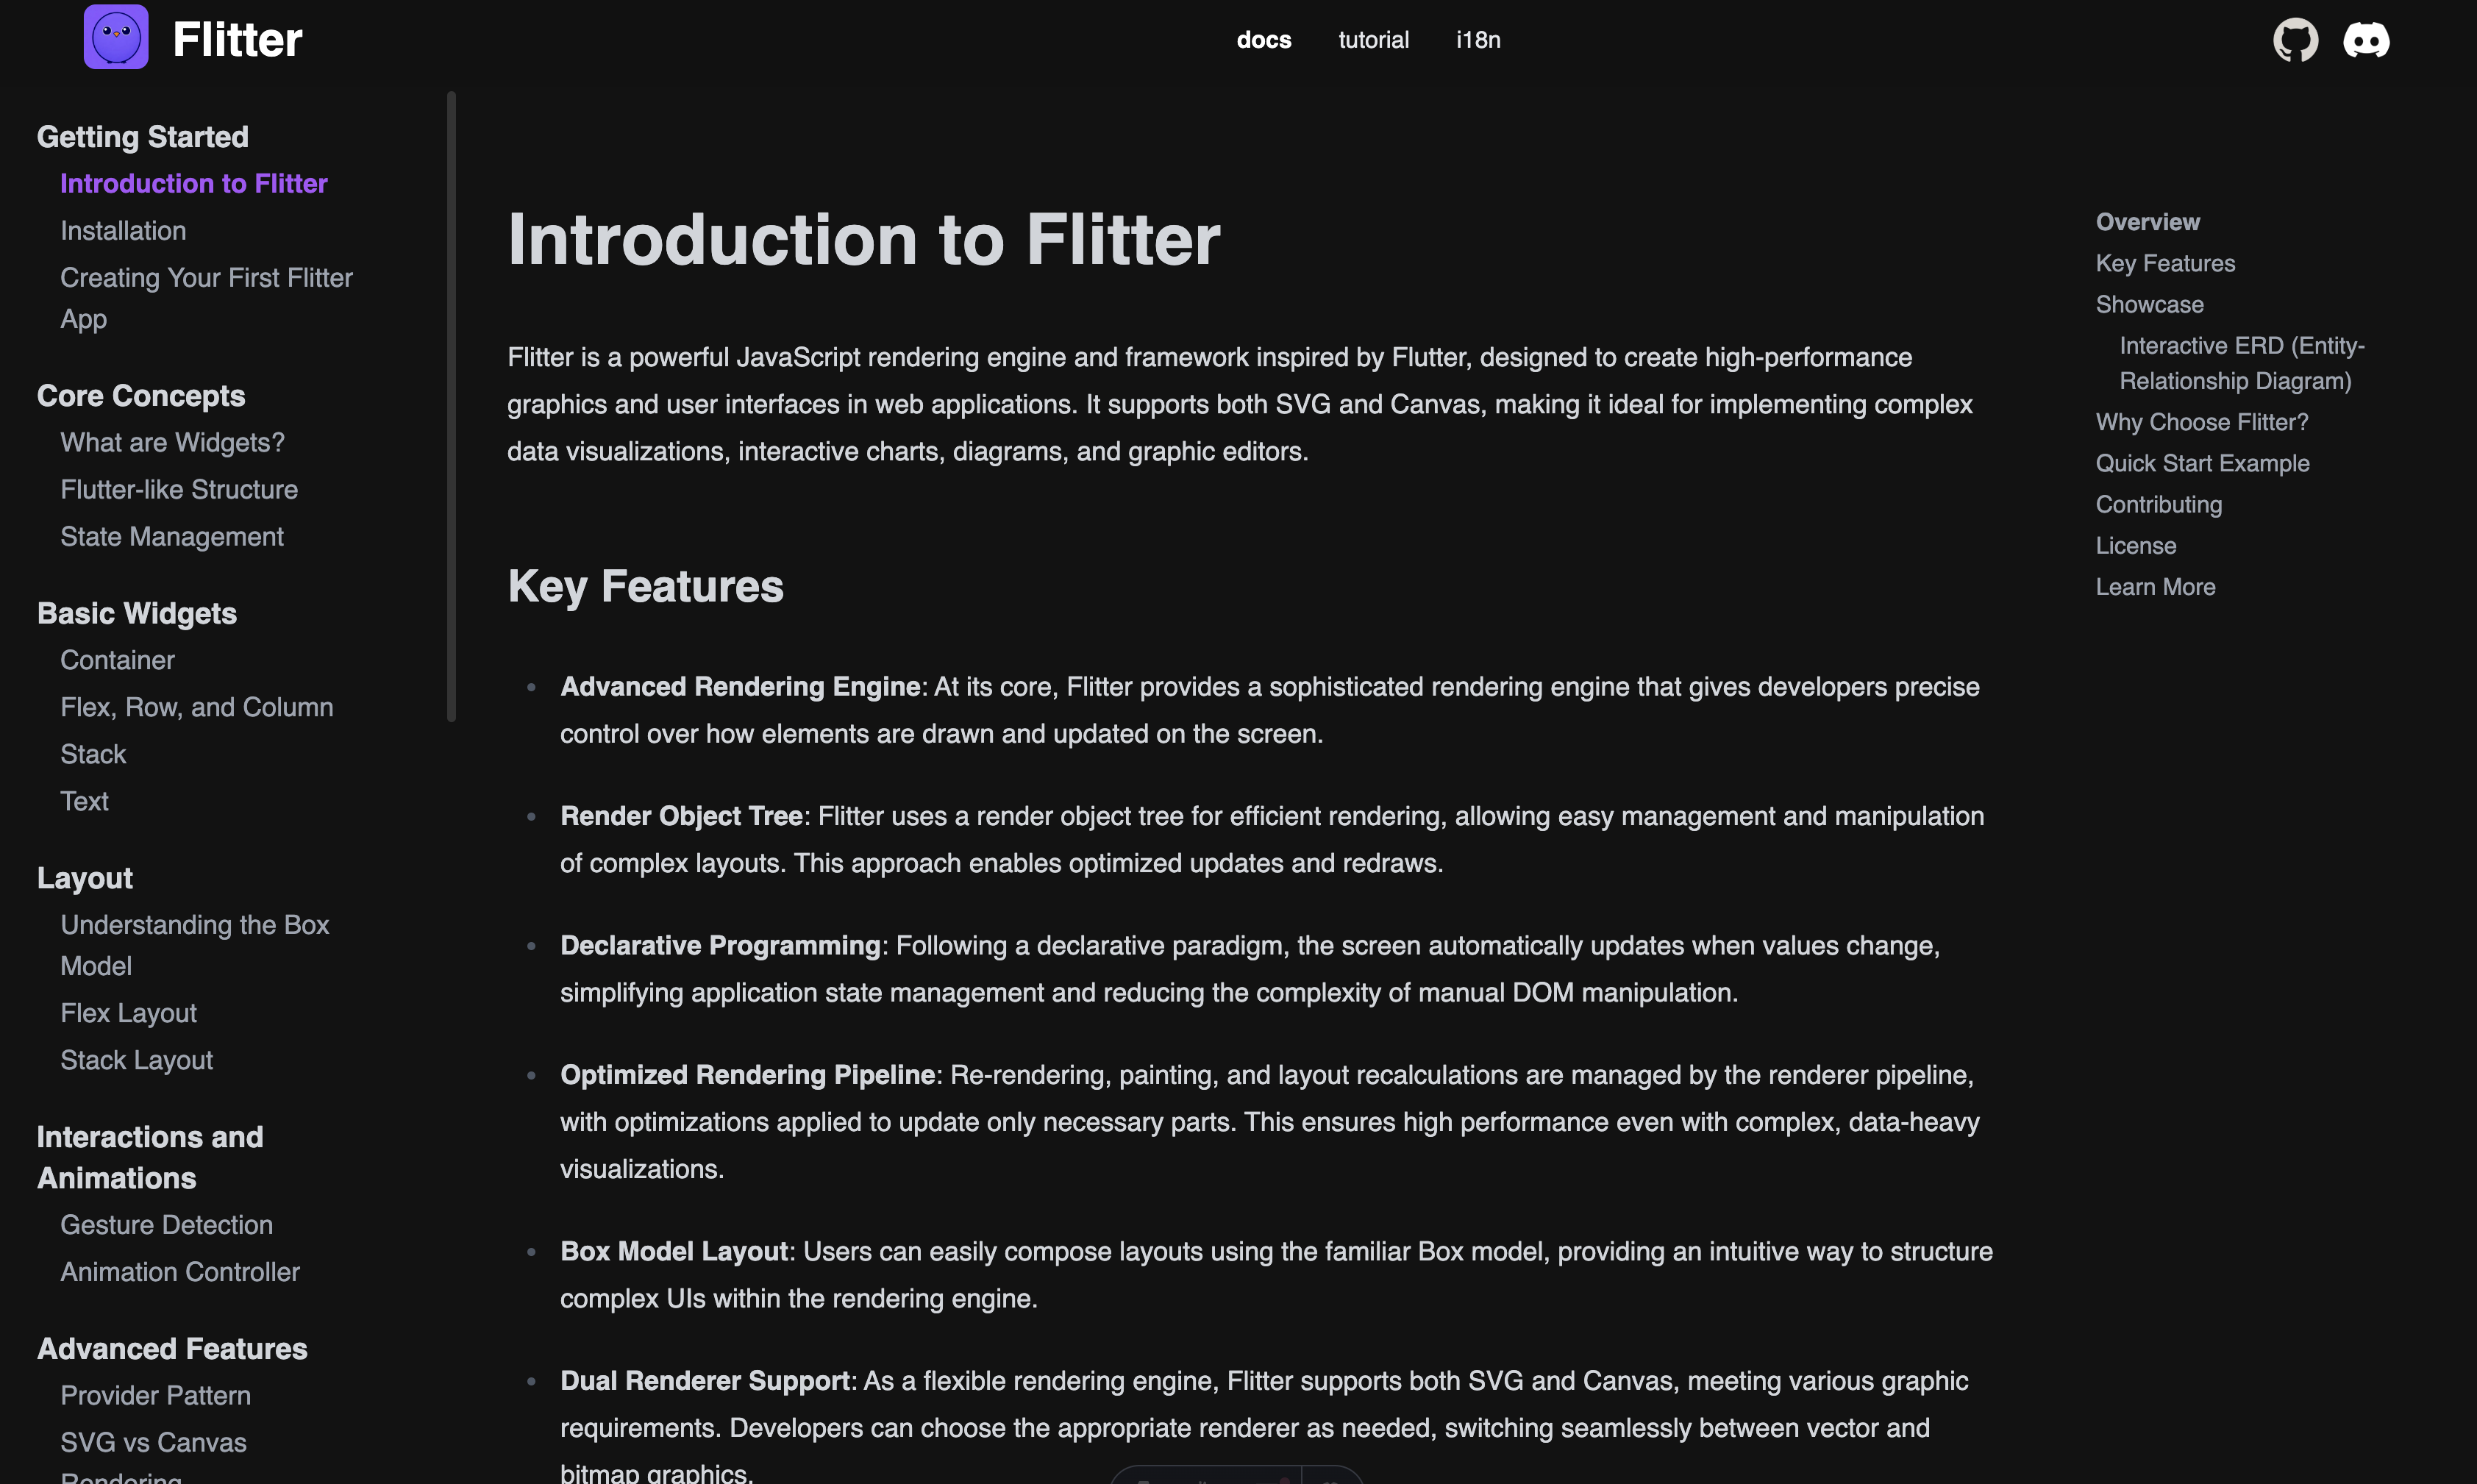 Flitter
docs
tutorial
i18n
Getting Started
Introduction to Flitter
Installation
Creating Your First Flitter
App
Core Concepts
What are Widgets?
Flutter-like Structure
State Management
Basic Widgets
Container
Flex, Row, and Column
Stack
Text
Layout
Understanding the Box
Model
Flex Layout
Stack Layout
Interactions and
Animations
Gesture Detection
Animation Controller
Advanced Features
Provider Pattern
SVG vs Canvas
Rendering
Introduction to Flitter
Flitter is a powerful JavaScript rendering engine and framework inspired by Flutter, designed to create high-performance
graphics and user interfaces in web applications. It supports both SVG and Canvas, making it ideal for implementing complex
data visualizations, interactive charts, diagrams, and graphic editors.
Key Features
Advanced Rendering Engine: At its core, Flitter provides a sophisticated rendering engine that gives developers precise
control over how elements are drawn and updated on the screen.
Render Object Tree: Flitter uses a render object tree for efficient rendering, allowing easy management and manipulation
of complex layouts. This approach enables optimized updates and redraws.
Declarative Programming: Following a declarative paradigm, the screen automatically updates when values change,
simplifying application state management and reducing the complexity of manual DOM manipulation.
Optimized Rendering Pipeline: Re-rendering, painting, and layout recalculations are managed by the renderer pipeline,
with optimizations applied to update only necessary parts. This ensures high performance even with complex, data-heavy
visualizations.
Box Model Layout: Users can easily compose layouts using the familiar Box model, providing an intuitive way to structure
complex UIs within the rendering engine.
Dual Renderer Support: As a flexible rendering engine, Flitter supports both SVG and Canvas, meeting various graphic
requirements. Developers can choose the appropriate renderer as needed, switching seamlessly between vector and
bitmap graphics.
Overview
Key Features
Showcase
Interactive ERD (Entity-
Relationship Diagram)
Why Choose Flitter?
Quick Start Example
Contributing
License
Learn More